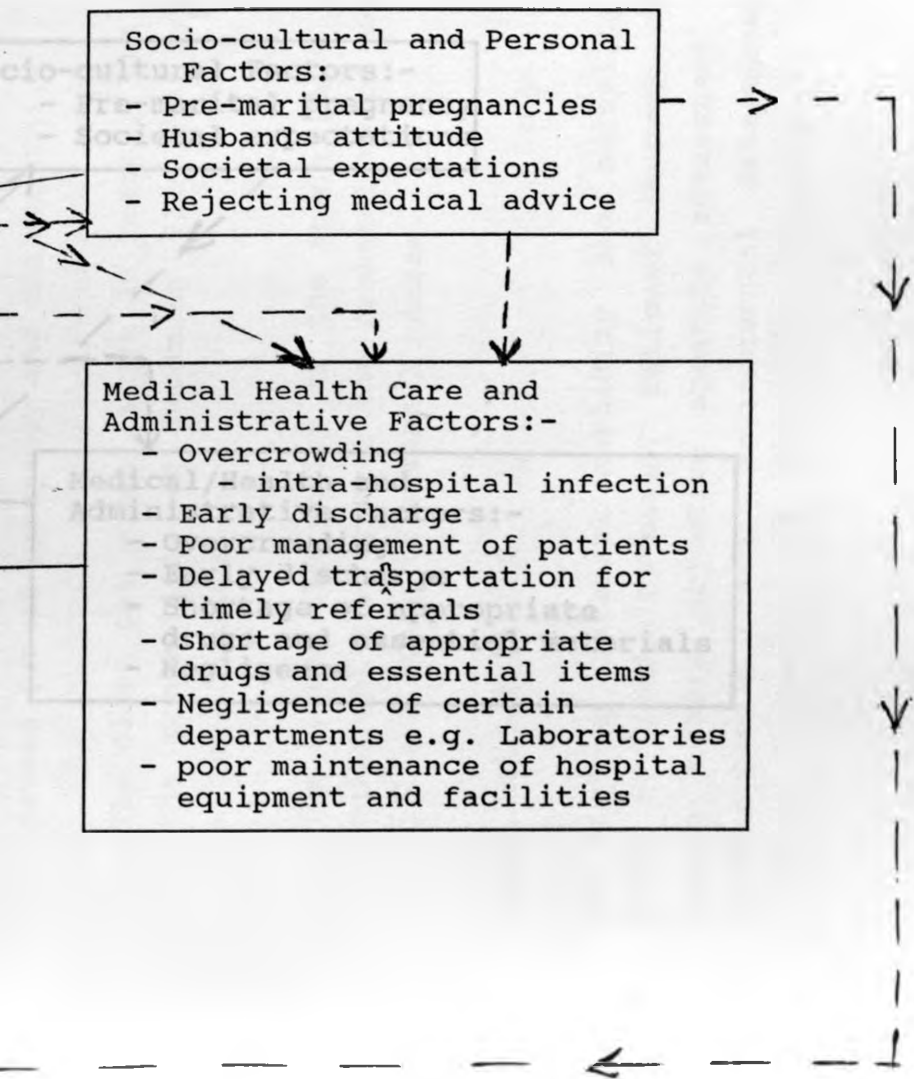 Socio-cultural and Personal
Factors:
- Pre-marital pregnancies
- Husbands attitude
- Societal expectations
- Rejecting medical advice
Medical Health Care and
Administrative Factors:-
- Overcrowding
- intra-hospital infection
- Early discharge
- Poor management of patients
- Delayed transportation for
timely referrals
- Shortage of appropriate
drugs and essential items
- Negligence of certain
departments e.g. Laboratories
- poor maintenance of hospital
equipment and facilities